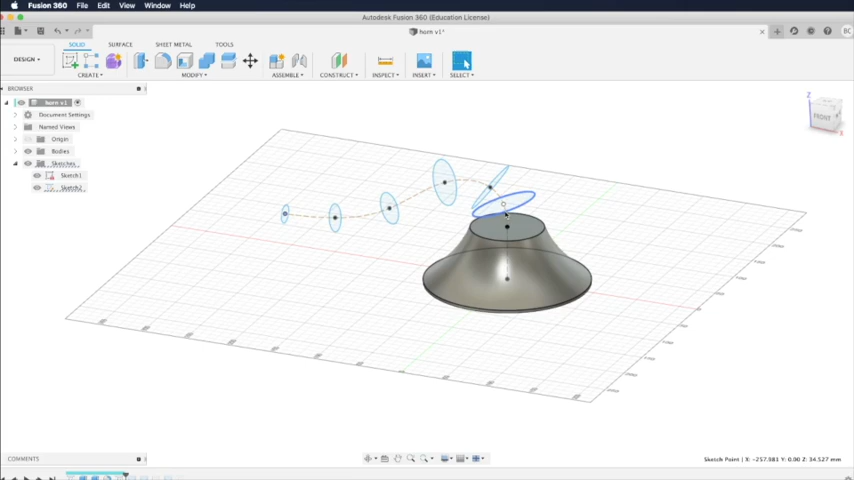 Fusion 360 File Edit View Window Help
Autodesk Fusion 360 (Education License)
horn v1*
BC
SOLID SURFACE SHEET METAL TOOLS
DESIGN
CREATE MODIFY ASSEMBLE CONSTRUCT INSPECT INSERT SELECT
BROWSER
horn v1
Document Settings
Named Views
Origin
Bodies
Sketches
Sketch1
Sketch2
Z
FRONT
X
COMMENTS
Sketch Point | X: -257.981 Y: 0.00 Z: 34.527 mm